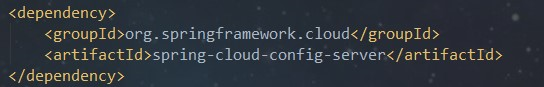 <dependency>
    <groupId>org.springframework.cloud</groupId>
    <artifactId>spring-cloud-config-server</artifactId>
</dependency>